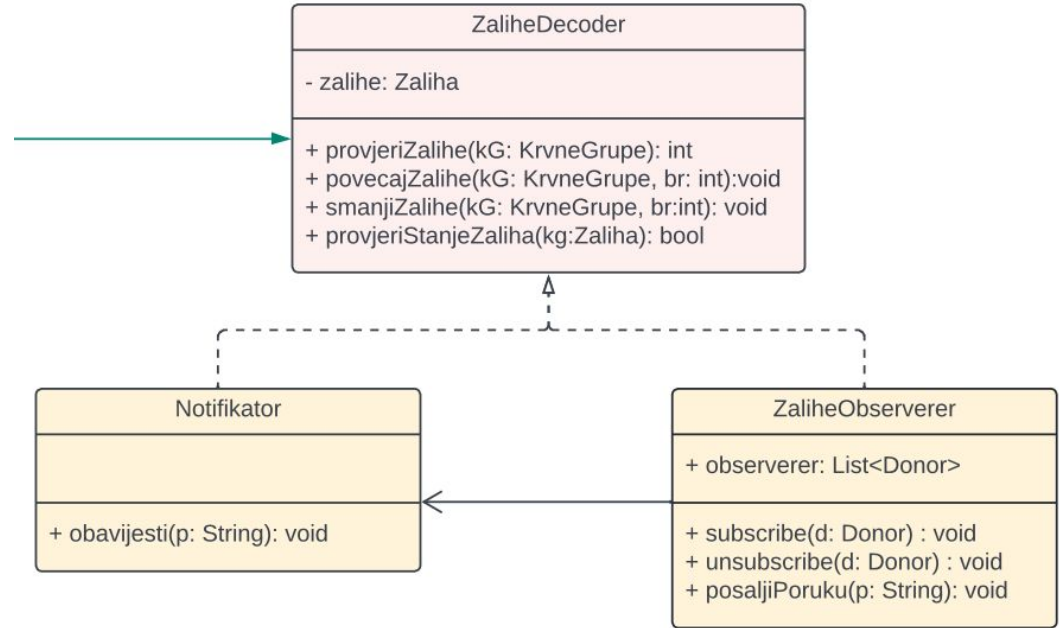 ZaliheDecoder
- zalihe: Zaliha
+ provjeriZalihe(kG: KrvneGrupe): int
+ povecajZalihe(kG: KrvneGrupe, br: int):void
+ smanjiZalihe(kG: KrvneGrupe, br:int): void
+ provjeriStanjeZaliha(kg:Zaliha): bool
Notifikator
+ obavijesti(p: String): void
ZaliheObserverer
+ observerer: List<Donor>
+ subscribe(d: Donor) : void
+ unsubscribe(d: Donor) : void
+ posaljiPoruku(p: String): void